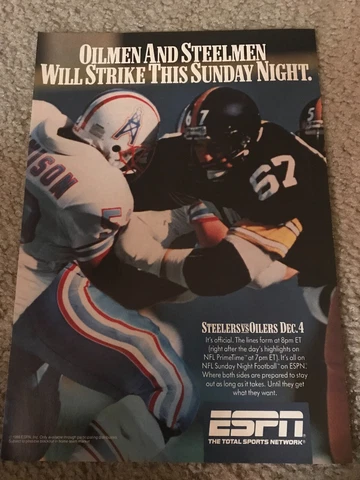 OILMEN AND STEELMEN
WILL STRIKE THIS SUNDAY NIGHT.
67
NISON
67
STEELERS VS OILERS DEC. 4
It's official. The lines form at 8pm ET
(right after the day's highlights on
NFL PrimeTime™ at 7pm ET). It's all on
NFL Sunday Night Football™ on ESPN.
Where both sides are prepared to stay
out as long as it takes. Until they get
what they want.
ESPN
THE TOTAL SPORTS NETWORK®